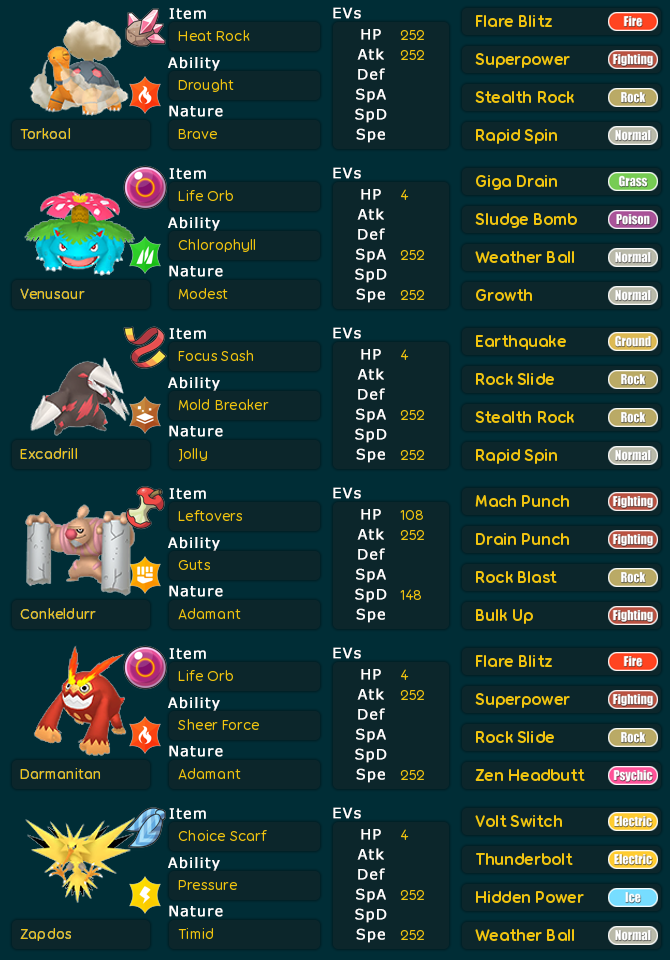 Item
Heat Rock
Ability
Drought
Nature
Brave
Torkoal
EVs
HP 252
Atk 252
Def
SpA
SpD
Spe
Flare Blitz Fire
Superpower Fighting
Stealth Rock Rock
Rapid Spin Normal
Item
Life Orb
Ability
Chlorophyll
Nature
Modest
Venusaur
EVs
HP 4
Atk
Def
SpA 252
SpD
Spe 252
Giga Drain Grass
Sludge Bomb Poison
Weather Ball Normal
Growth Normal
Item
Focus Sash
Ability
Mold Breaker
Nature
Jolly
Excadrill
EVs
HP 4
Atk
Def
SpA 252
SpD
Spe 252
Earthquake Ground
Rock Slide Rock
Stealth Rock Rock
Rapid Spin Normal
Item
Leftovers
Ability
Guts
Nature
Adamant
Conkeldurr
EVs
HP 108
Atk 252
Def
SpA
SpD 148
Spe
Mach Punch Fighting
Drain Punch Fighting
Rock Blast Rock
Bulk Up Fighting
Item
Life Orb
Ability
Sheer Force
Nature
Adamant
Darmanitan
EVs
HP 4
Atk 252
Def
SpA
SpD
Spe 252
Flare Blitz Fire
Superpower Fighting
Rock Slide Rock
Zen Headbutt Psychic
Item
Choice Scarf
Ability
Pressure
Nature
Timid
Zapdos
EVs
HP 4
Atk
Def
SpA 252
SpD
Spe 252
Volt Switch Electric
Thunderbolt Electric
Hidden Power Ice
Weather Ball Normal